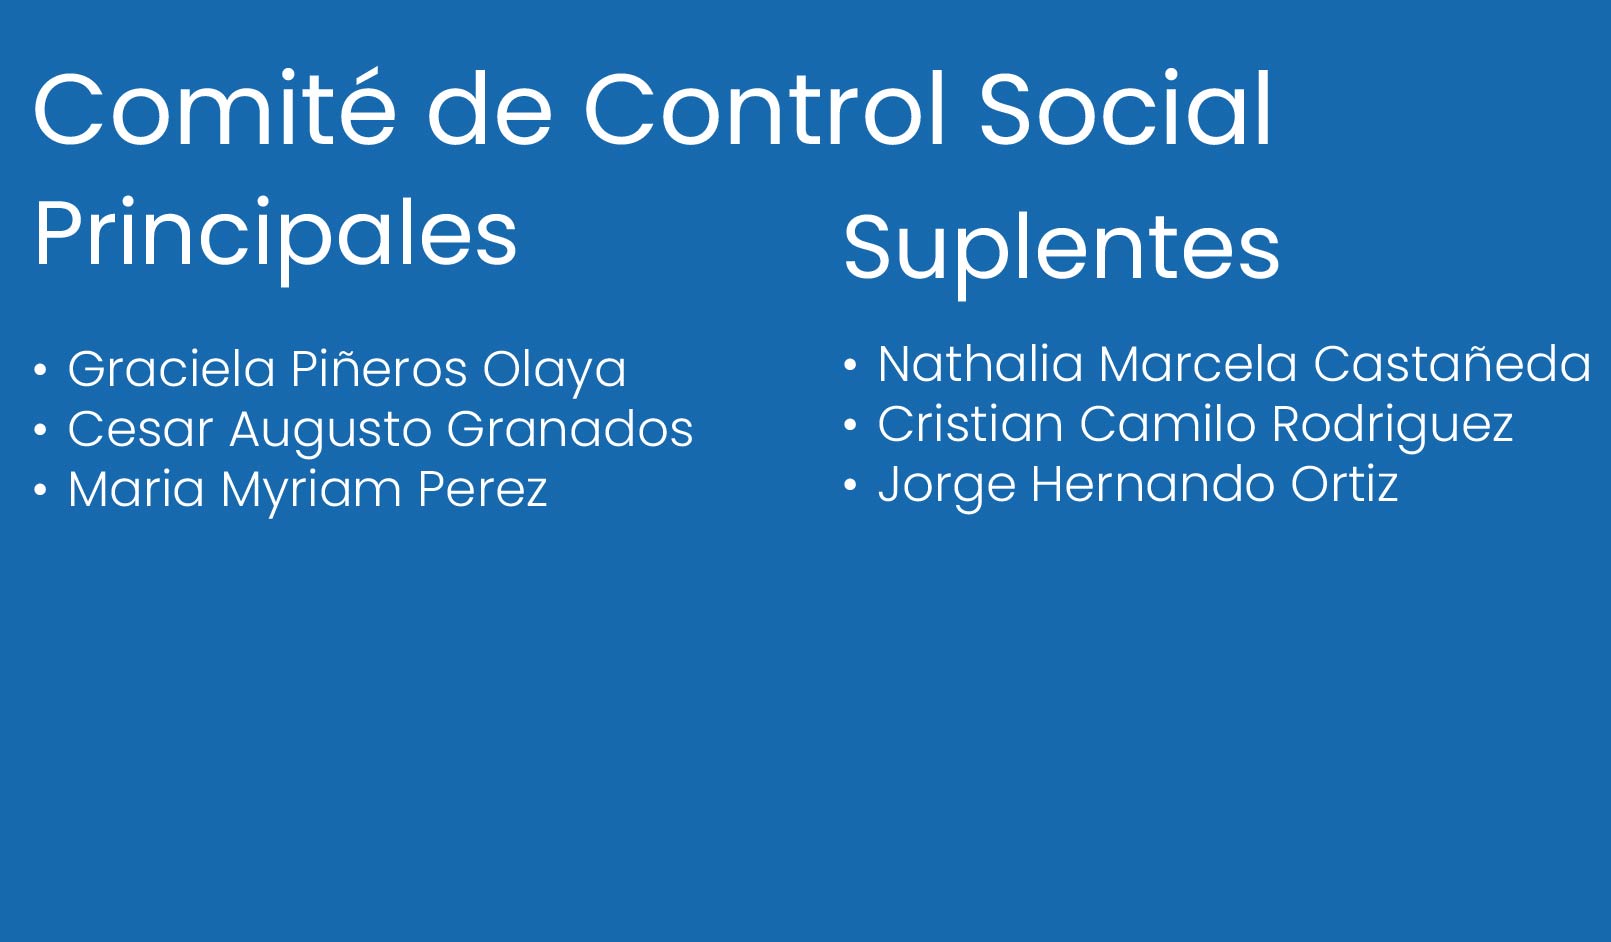 Comité de Control Social
Principales
• Graciela Piñeros Olaya
• Cesar Augusto Granados
• Maria Myriam Perez
Suplentes
• Nathalia Marcela Castañeda
• Cristian Camilo Rodriguez
• Jorge Hernando Ortiz